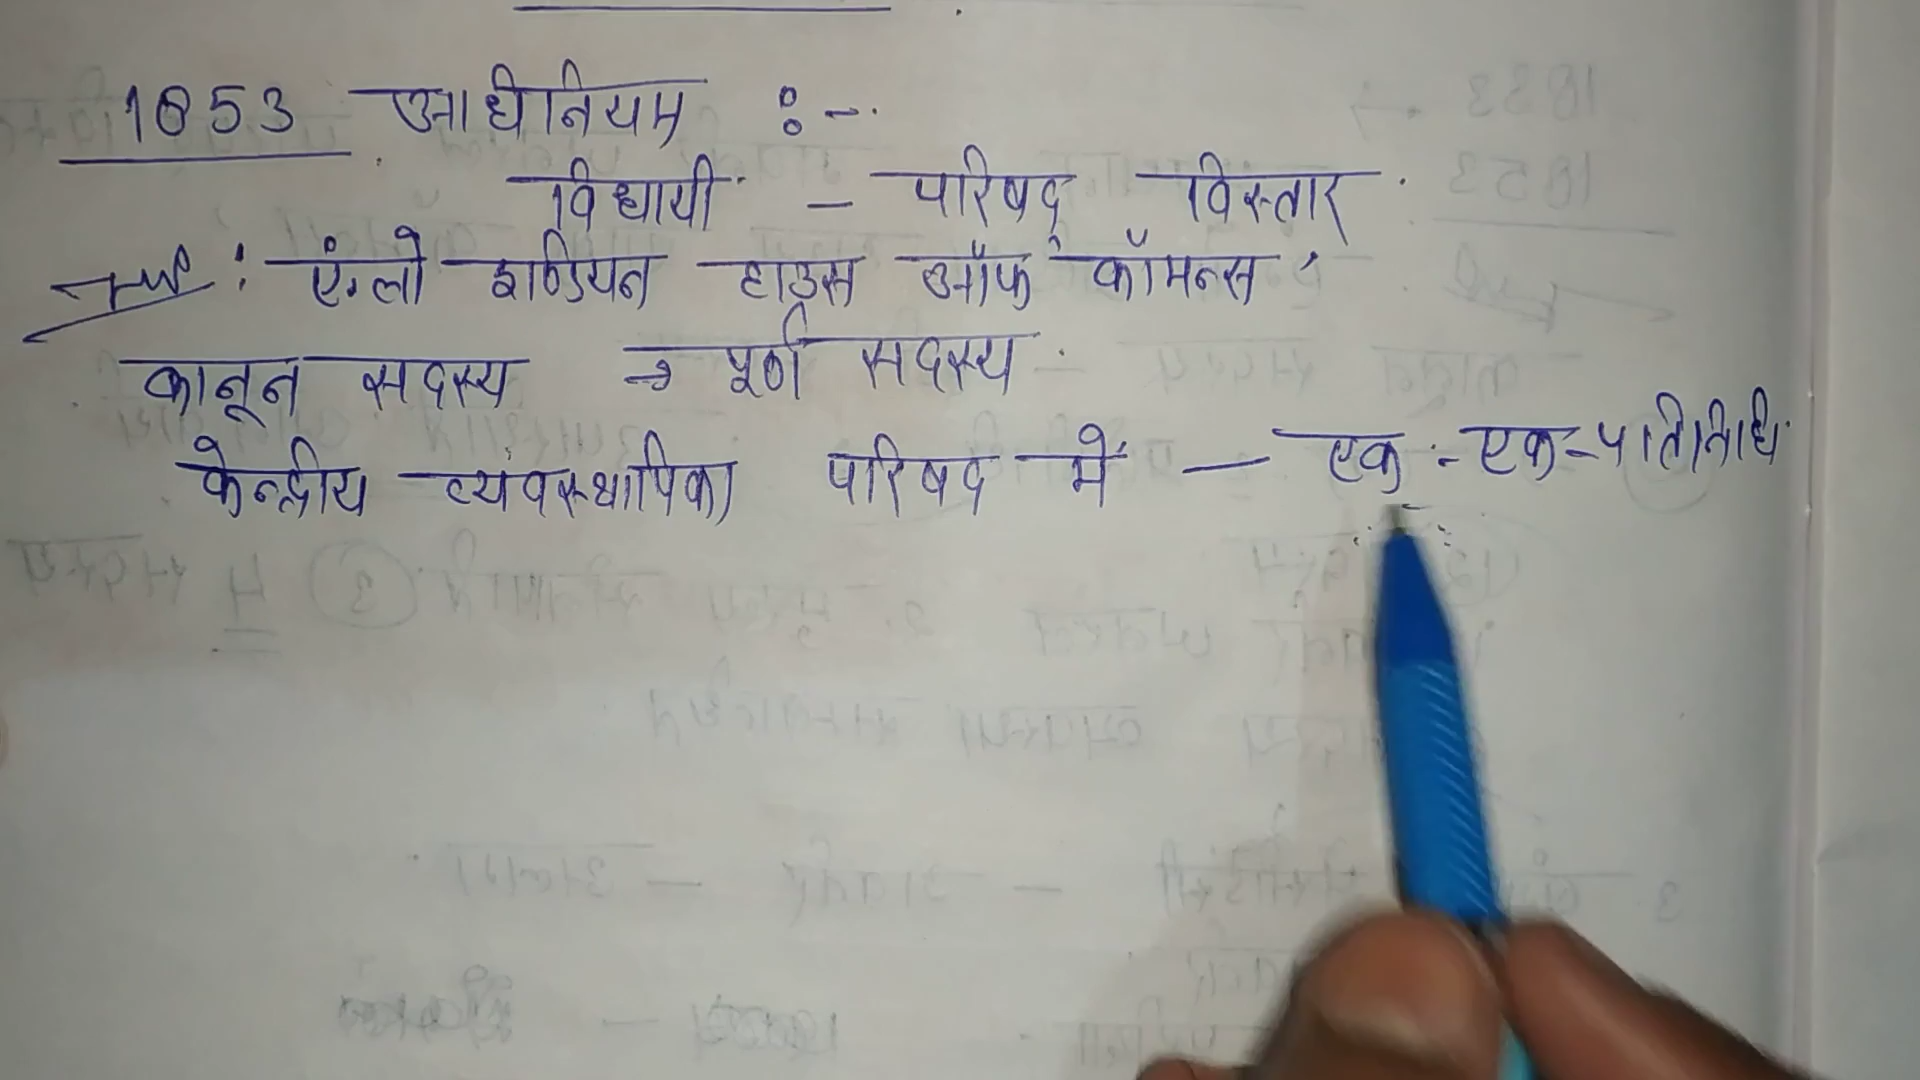 1853 अधिनियम :-
विधायी - परिषद् विस्तार
एंग्लो इण्डियन हाउस ऑफ कॉमन्स
कानून सदस्य → पूर्ण सदस्य
केन्द्रीय व्यवस्थापिका परिषद में — एक - एक - प्रतिनिधि